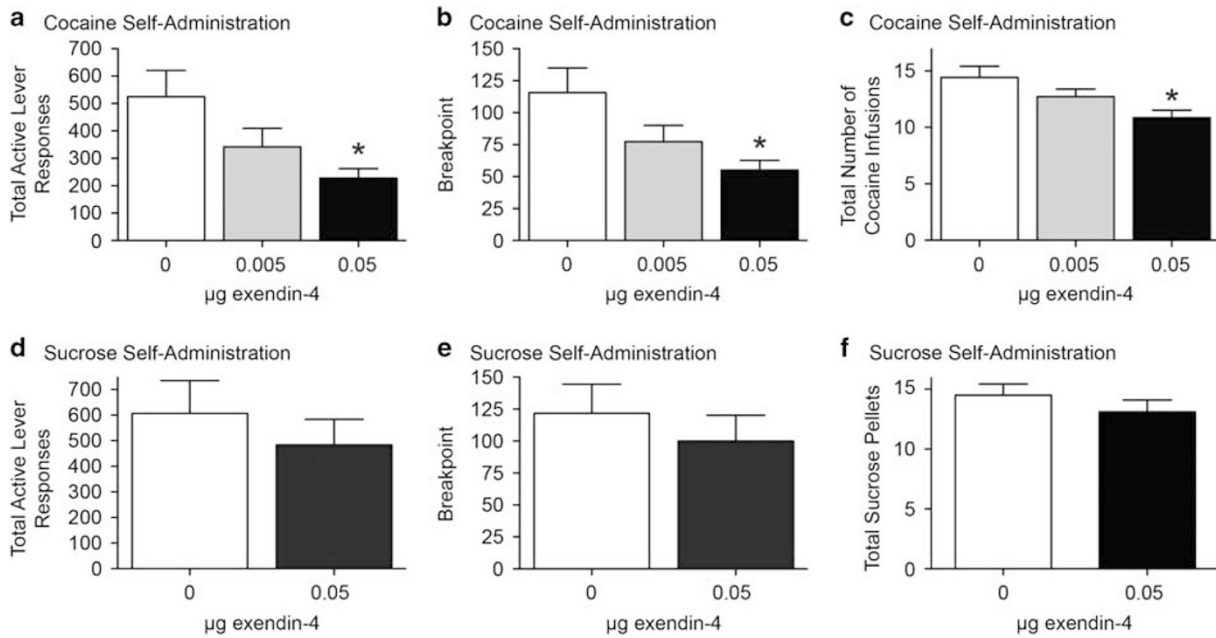 a Cocaine Self-Administration
Total Active Lever
Responses
700
600
500
400
300
200
100
0
*
0 0.005 0.05
µg exendin-4
b Cocaine Self-Administration
Breakpoint
150
125
100
75
50
25
0
*
0 0.005 0.05
µg exendin-4
c Cocaine Self-Administration
Total Number of
Cocaine Infusions
15
10
5
0
*
0 0.005 0.05
µg exendin-4
d Sucrose Self-Administration
Total Active Lever
Responses
700
600
500
400
300
200
100
0
0 0.05
µg exendin-4
e Sucrose Self-Administration
Breakpoint
150
125
100
75
50
25
0
0 0.05
µg exendin-4
f Sucrose Self-Administration
Total Sucrose Pellets
15
10
5
0
0 0.05
µg exendin-4